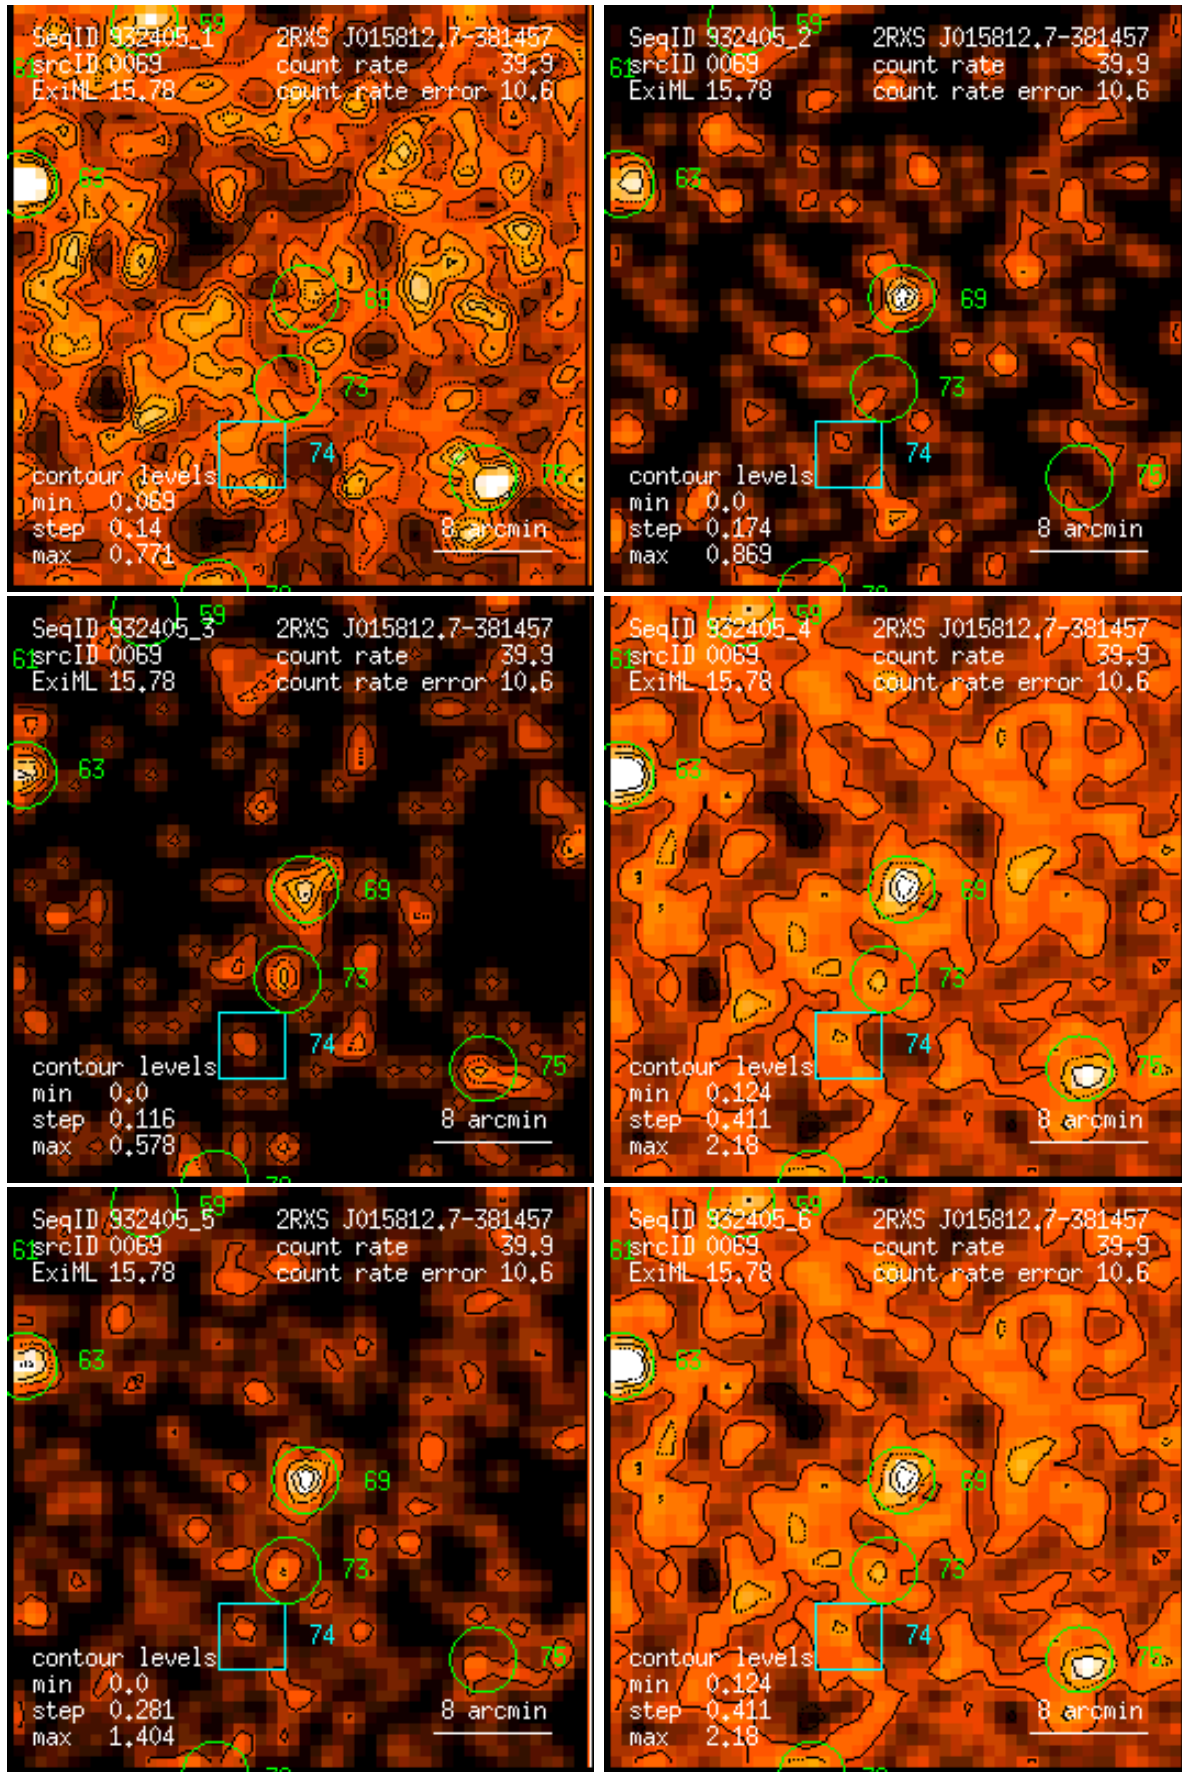 59
SeqID 932405_1 2RXS J015812.7-381457
61 srcID 0069 count rate 39.9
ExiML 15.78 count rate error 10.6
63
69
73
74
contour levels 75
min 0.069
step 0.14 8 arcmin
max 0.771
59
SeqID 932405_2 2RXS J015812.7-381457
61 srcID 0069 count rate 39.9
ExiML 15.78 count rate error 10.6
63
69
73
74
contour levels 75
min 0.0
step 0.174 8 arcmin
max 0.869
59
SeqID 932405_3 2RXS J015812.7-381457
61 srcID 0069 count rate 39.9
ExiML 15.78 count rate error 10.6
63
69
73
74
contour levels 75
min 0.0
step 0.116 8 arcmin
max 0.578
59
SeqID 932405_4 2RXS J015812.7-381457
61 srcID 0069 count rate 39.9
ExiML 15.78 count rate error 10.6
63
69
73
74
contour levels 75
min 0.124
step 0.411 8 arcmin
max 2.18
59
SeqID 932405_5 2RXS J015812.7-381457
61 srcID 0069 count rate 39.9
ExiML 15.78 count rate error 10.6
63
69
73
74
contour levels 75
min 0.0
step 0.281 8 arcmin
max 1.404
59
SeqID 932405_6 2RXS J015812.7-381457
61 srcID 0069 count rate 39.9
ExiML 15.78 count rate error 10.6
63
69
73
74
contour levels 75
min 0.124
step 0.411 8 arcmin
max 2.18